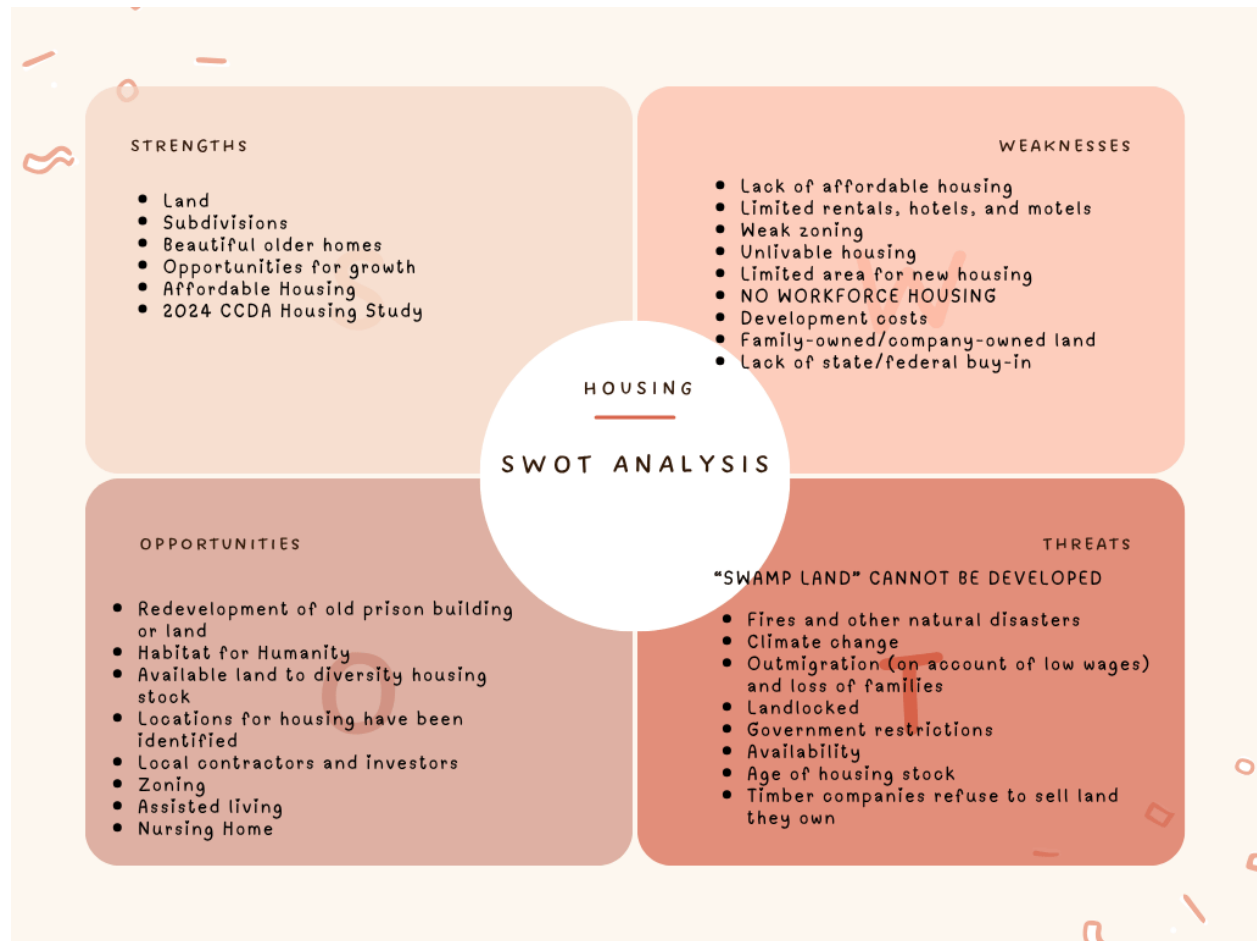 STRENGTHS
• Land
• Subdivisions
• Beautiful older homes
• Opportunities for growth
• Affordable Housing
• 2024 CCDA Housing Study
S
WEAKNESSES
• Lack of affordable housing
• Limited rentals, hotels, and motels
• Weak zoning
• Unlivable housing
• Limited area for new housing
• NO WORKFORCE HOUSING
• Development costs
• Family-owned/company-owned land
• Lack of state/federal buy-in
W
HOUSING
SWOT ANALYSIS
OPPORTUNITIES
• Redevelopment of old prison building
or land
• Habitat for Humanity
• Available land to diversity housing
stock
• Locations for housing have been
identified
• Local contractors and investors
• Zoning
• Assisted living
• Nursing Home
O
THREATS
“SWAMP LAND” CANNOT BE DEVELOPED
• Fires and other natural disasters
• Climate change
• Outmigration (on account of low wages)
and loss of families
• Landlocked
• Government restrictions
• Availability
• Age of housing stock
• Timber companies refuse to sell land
they own
T